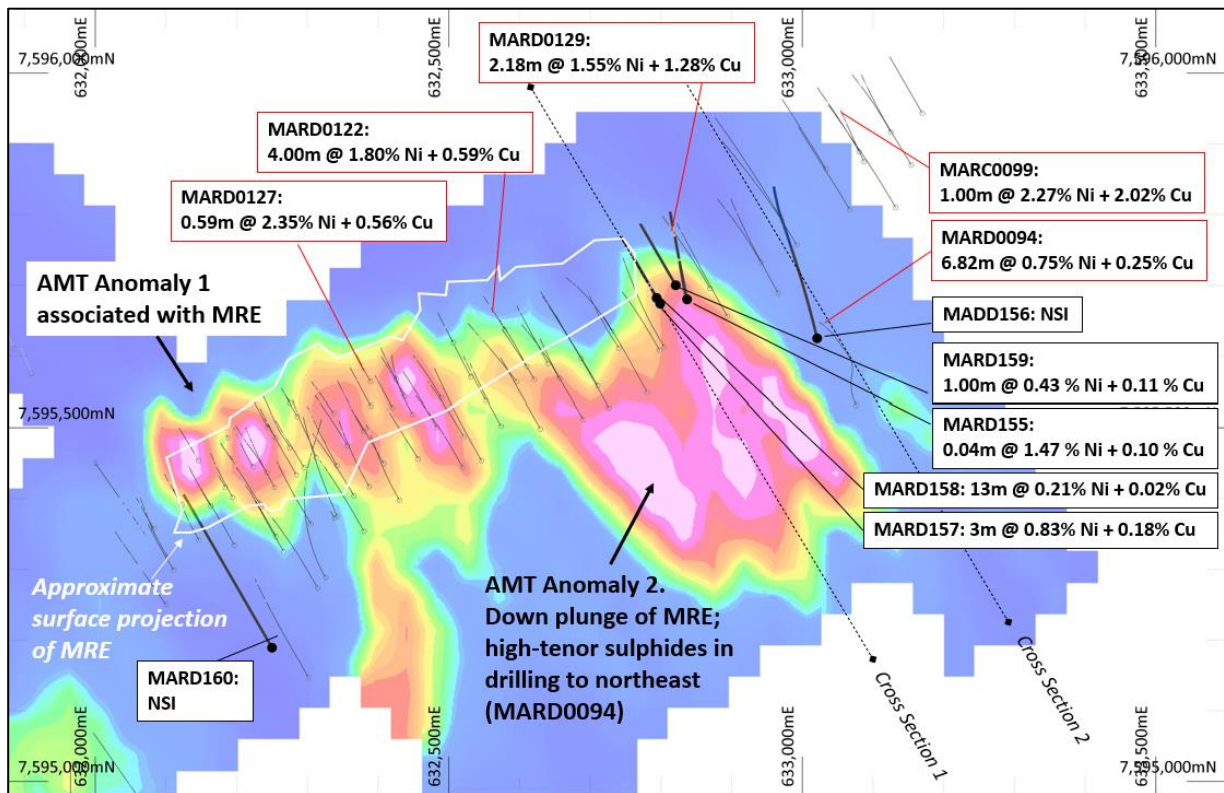 632,000mE
632,500mE
633,000mE
633,500mE
7,596,000mN
7,596,000mN
MARD0129:
2.18m @ 1.55% Ni + 1.28% Cu
MARD0122:
4.00m @ 1.80% Ni + 0.59% Cu
MARD0127:
0.59m @ 2.35% Ni + 0.56% Cu
MARC0099:
1.00m @ 2.27% Ni + 2.02% Cu
MARD0094:
6.82m @ 0.75% Ni + 0.25% Cu
AMT Anomaly 1
associated with MRE
MADD156: NSI
MARD159:
1.00m @ 0.43 % Ni + 0.11 % Cu
7,595,500mN
MARD155:
0.04m @ 1.47 % Ni + 0.10 % Cu
MARD158: 13m @ 0.21% Ni + 0.02% Cu
MARD157: 3m @ 0.83% Ni + 0.18% Cu
Approximate
surface projection
of MRE
AMT Anomaly 2.
Down plunge of MRE;
high-tenor sulphides in
drilling to northeast
(MARD0094)
MARD160:
NSI
Cross Section 1
Cross Section 2
632,500mE
633,000mE
7,595,000mN
7,595,000mN